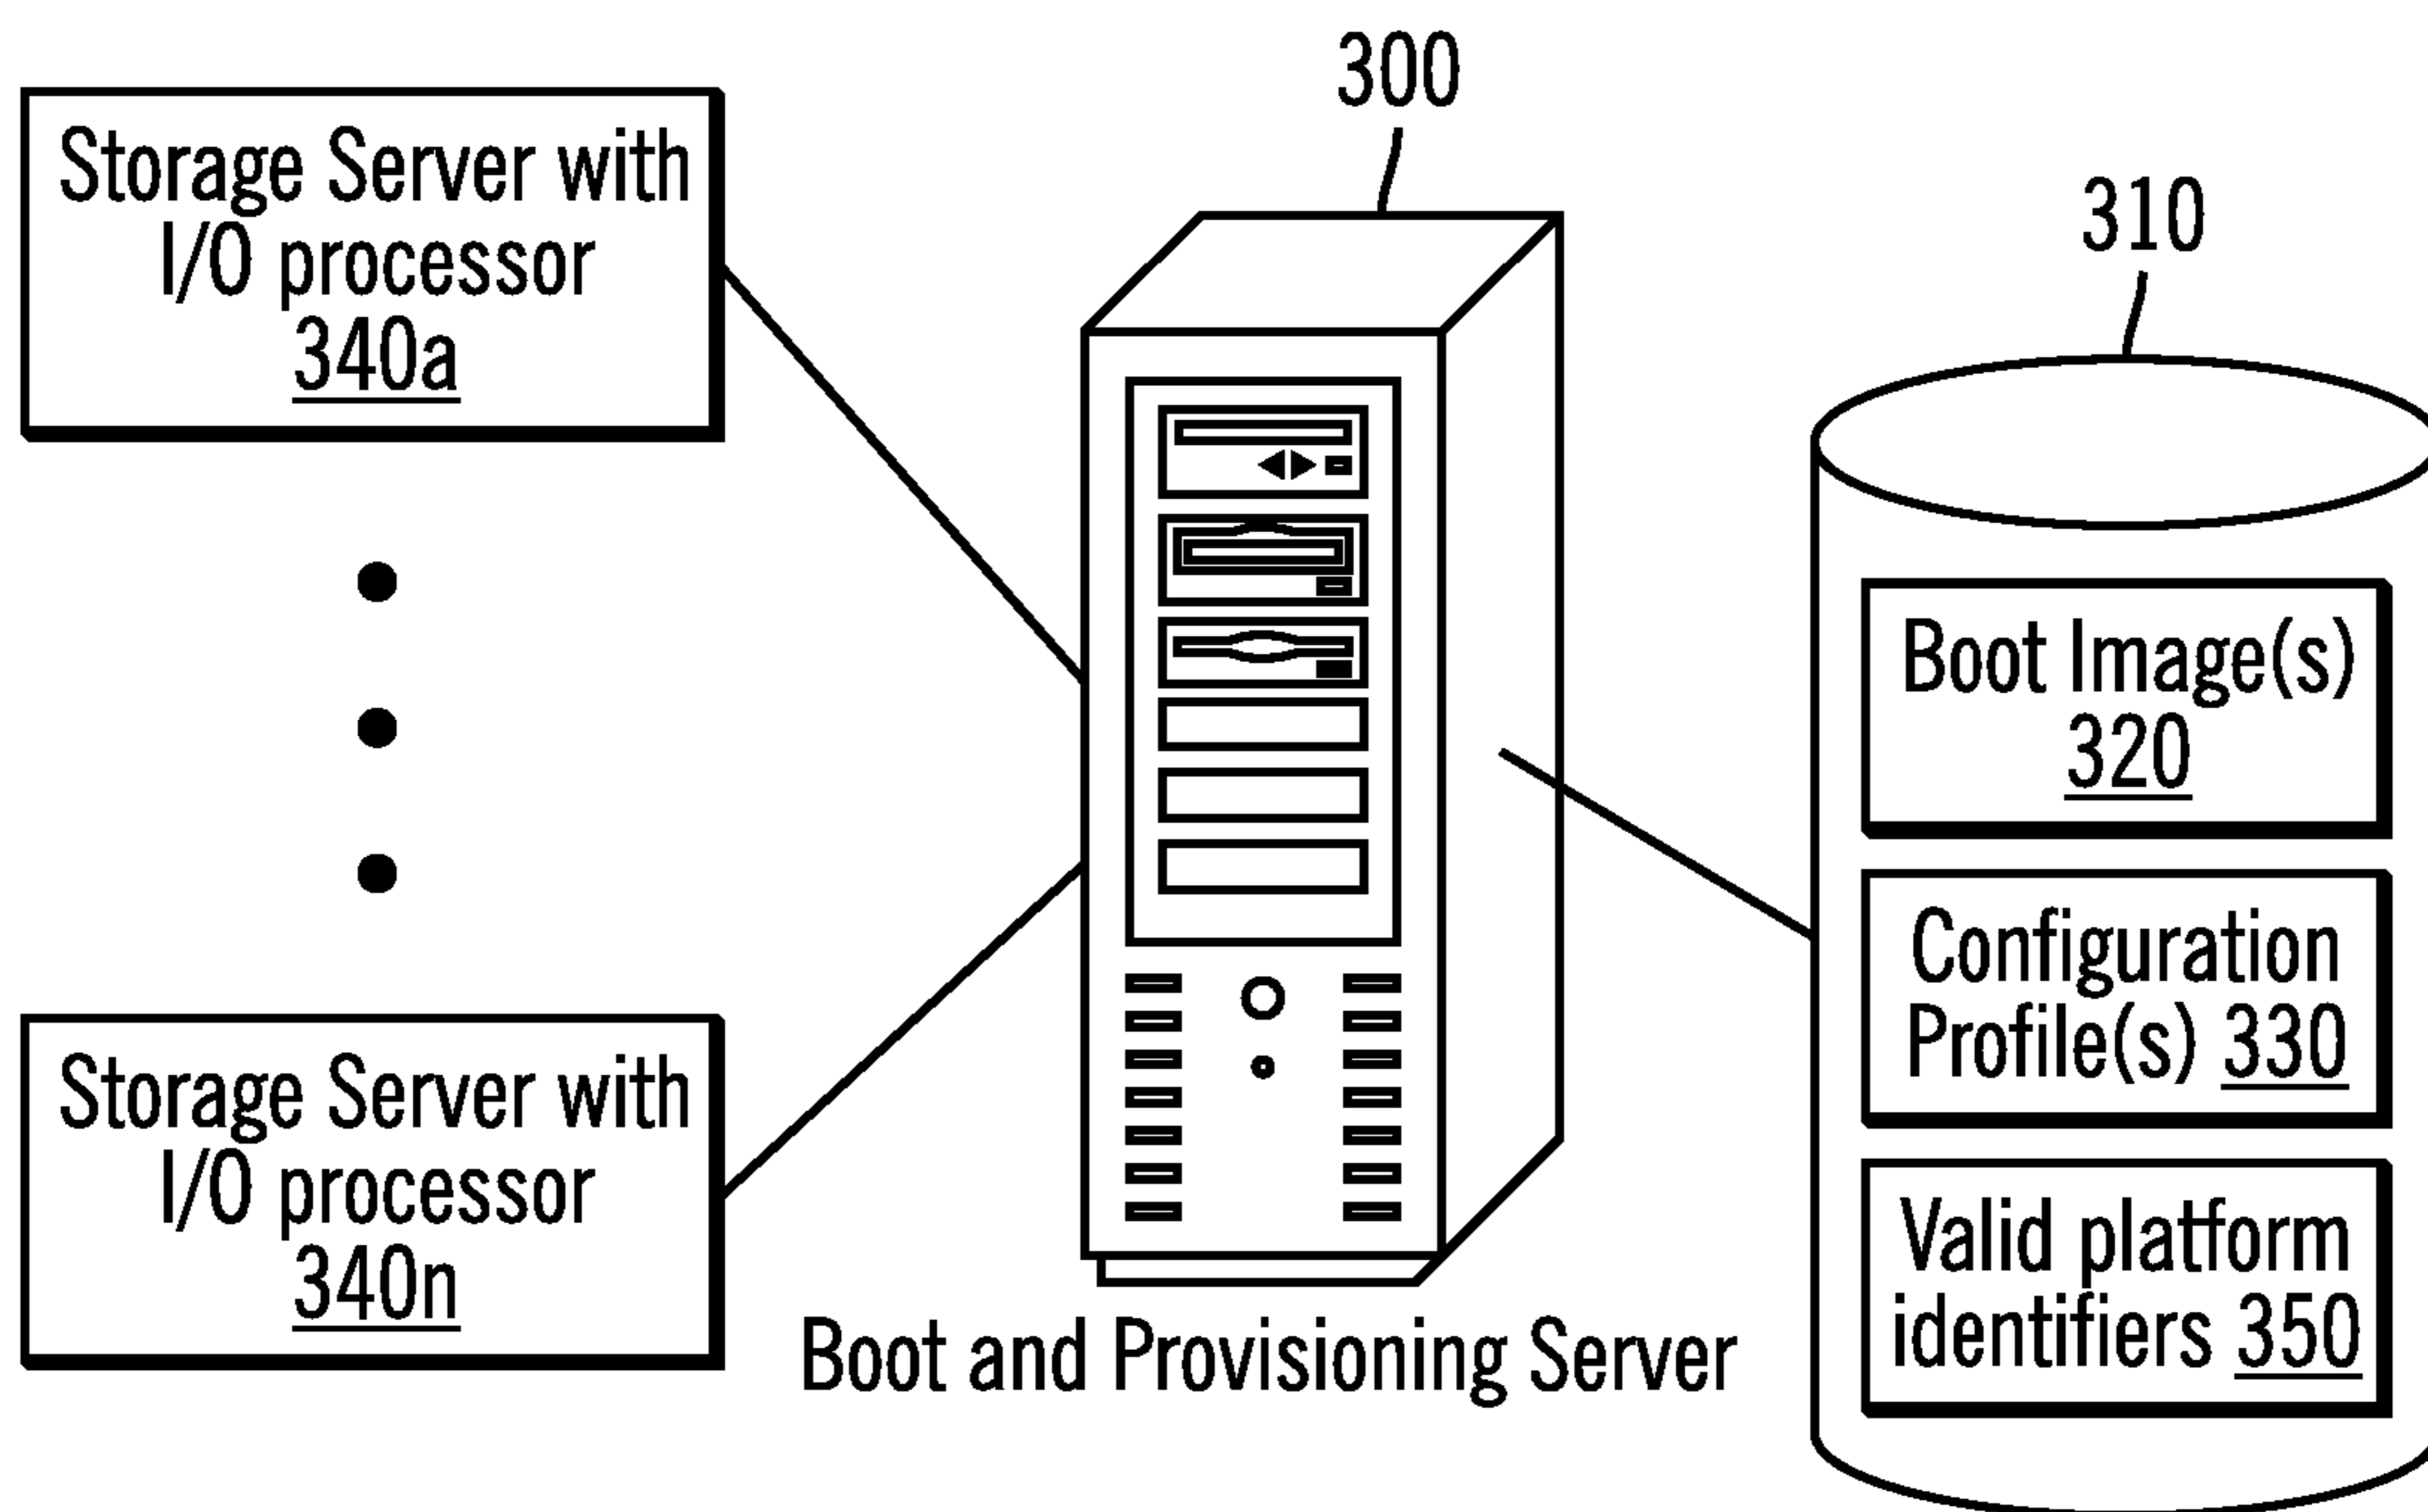 Storage Server with
I/O processor
340a
Storage Server with
I/O processor
340n
300
Boot and Provisioning Server
310
Boot Image(s)
320
Configuration
Profile(s) 330
Valid platform
identifiers 350